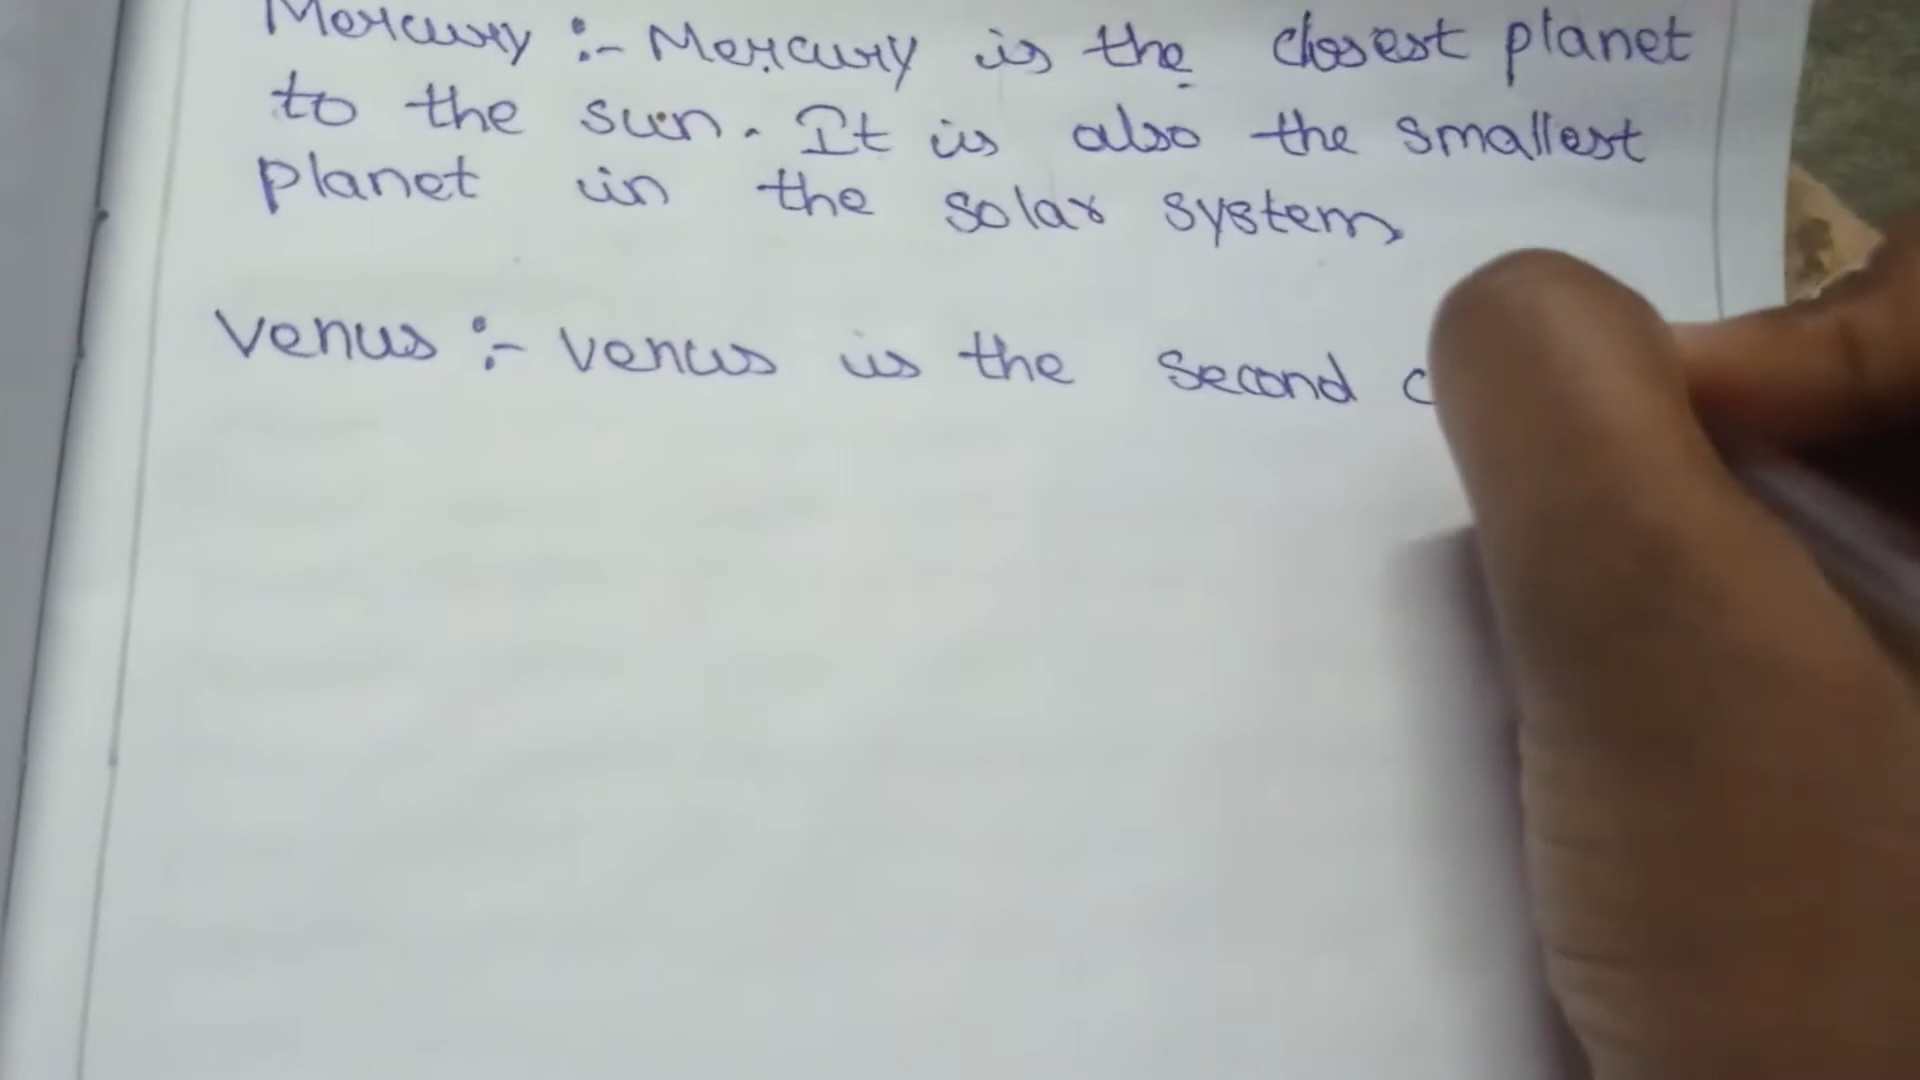 Mercury :- Mercury is the closest planet
to the sun. It is also the smallest
planet in the solar system,
Venus :- Venus is the second c